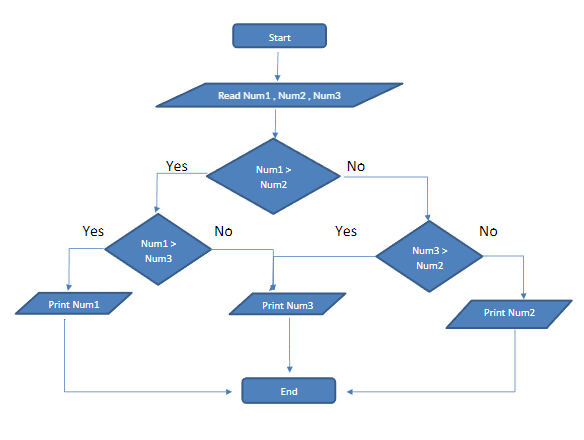 Start
Read Num1 , Num2 , Num3
Num1 >
Num2
Yes
No
Num1 >
Num3
Yes
No
Num3 >
Num2
Yes
No
Print Num1
Print Num3
Print Num2
End